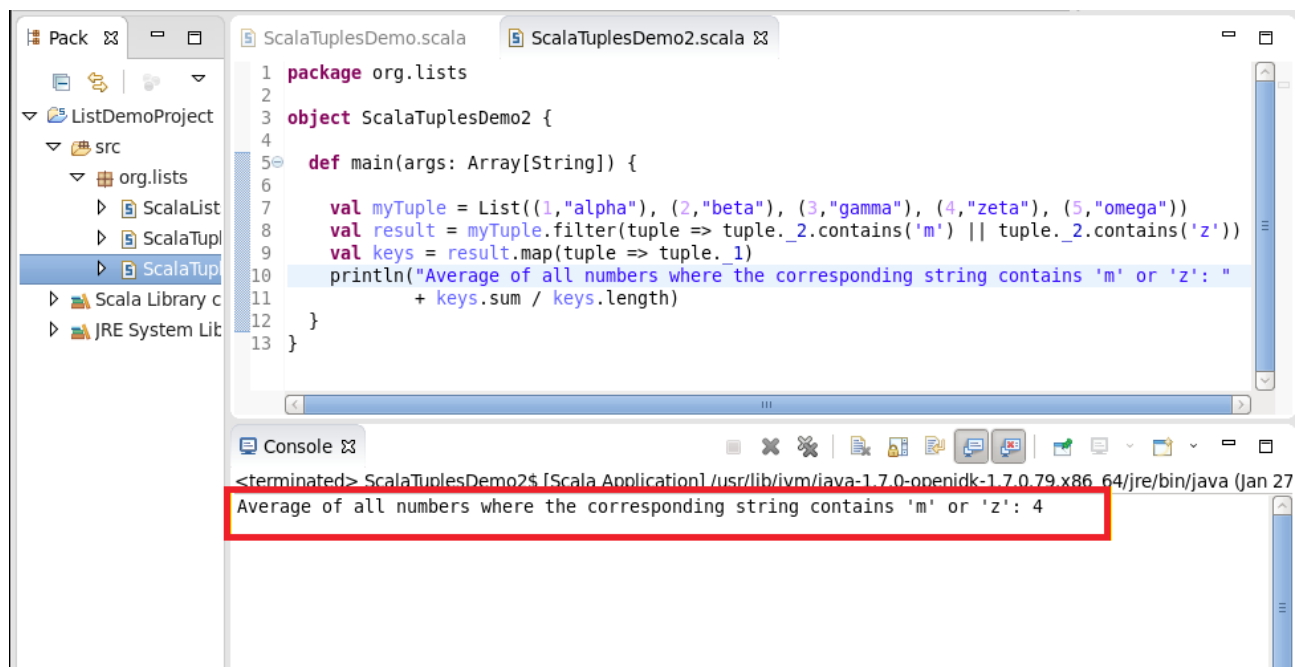 Pack
ScalaTuplesDemo.scala
ScalaTuplesDemo2.scala
ListDemoProject
src
org.lists
ScalaList
ScalaTupl
ScalaTupl
Scala Library c
JRE System Lib
1 package org.lists
2
3 object ScalaTuplesDemo2 {
4
5 def main(args: Array[String]) {
6
7 val myTuple = List((1,"alpha"), (2,"beta"), (3,"gamma"), (4,"zeta"), (5,"omega"))
8 val result = myTuple.filter(tuple => tuple._2.contains('m') || tuple._2.contains('z'))
9 val keys = result.map(tuple => tuple._1)
10 println("Average of all numbers where the corresponding string contains 'm' or 'z': "
11 + keys.sum / keys.length)
12 }
13 }
Console
<terminated> ScalaTuplesDemo2$ [Scala Application] /usr/lib/jvm/java-1.7.0-openjdk-1.7.0.79.x86_64/jre/bin/java (Jan 27
Average of all numbers where the corresponding string contains 'm' or 'z': 4